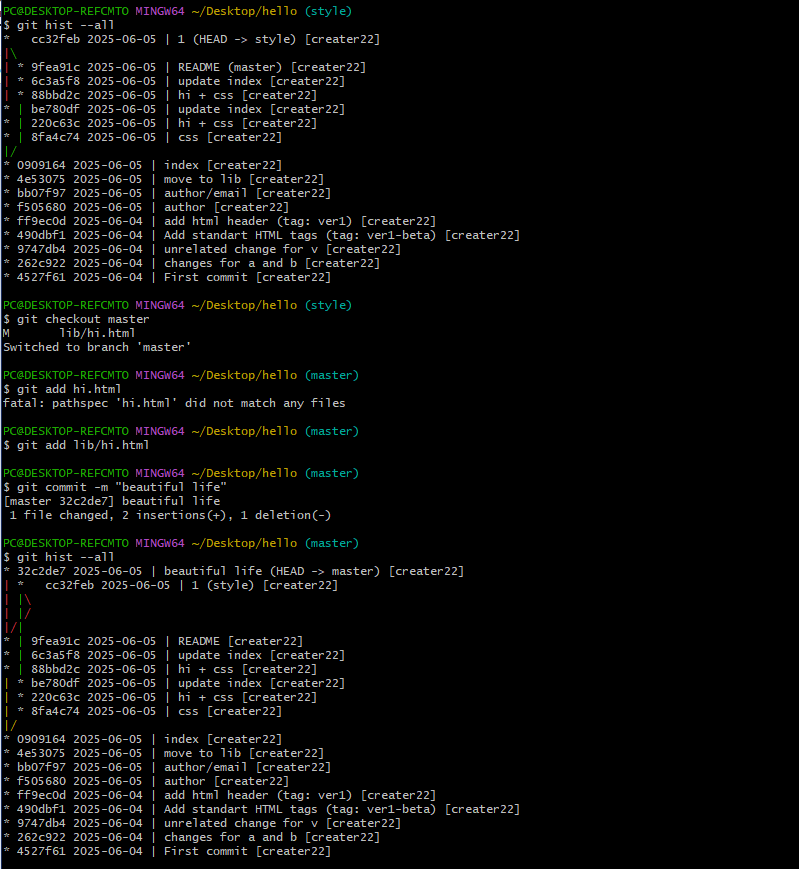 PC@DESKTOP-REFCMTO MINGW64 ~/Desktop/hello (style)
$ git hist --all
*   cc32feb 2025-06-05 | 1 (HEAD -> style) [creater22]
|\
| * 9fea91c 2025-06-05 | README (master) [creater22]
| * 6c3a5f8 2025-06-05 | update index [creater22]
| * 88bbd2c 2025-06-05 | hi + css [creater22]
* | be780df 2025-06-05 | update index [creater22]
* | 220c63c 2025-06-05 | hi + css [creater22]
* | 8fa4c74 2025-06-05 | css [creater22]
|/
* 0909164 2025-06-05 | index [creater22]
* 4e53075 2025-06-05 | move to lib [creater22]
* bb07f97 2025-06-05 | author/email [creater22]
* f505680 2025-06-05 | author [creater22]
* ff9ec0d 2025-06-04 | add html header (tag: ver1) [creater22]
* 490dbf1 2025-06-04 | Add standart HTML tags (tag: ver1-beta) [creater22]
* 9747db4 2025-06-04 | unrelated change for v [creater22]
* 262c922 2025-06-04 | changes for a and b [creater22]
* 4527f61 2025-06-04 | First commit [creater22]
PC@DESKTOP-REFCMTO MINGW64 ~/Desktop/hello (style)
$ git checkout master
M       lib/hi.html
Switched to branch 'master'
PC@DESKTOP-REFCMTO MINGW64 ~/Desktop/hello (master)
$ git add hi.html
fatal: pathspec 'hi.html' did not match any files
PC@DESKTOP-REFCMTO MINGW64 ~/Desktop/hello (master)
$ git add lib/hi.html
PC@DESKTOP-REFCMTO MINGW64 ~/Desktop/hello (master)
$ git commit -m "beautiful life"
[master 32c2de7] beautiful life
 1 file changed, 2 insertions(+), 1 deletion(-)
PC@DESKTOP-REFCMTO MINGW64 ~/Desktop/hello (master)
$ git hist --all
* 32c2de7 2025-06-05 | beautiful life (HEAD -> master) [creater22]
| *   cc32feb 2025-06-05 | 1 (style) [creater22]
| |\
| |/
|/|
* | 9fea91c 2025-06-05 | README [creater22]
* | 6c3a5f8 2025-06-05 | update index [creater22]
* | 88bbd2c 2025-06-05 | hi + css [creater22]
| * be780df 2025-06-05 | update index [creater22]
| * 220c63c 2025-06-05 | hi + css [creater22]
| * 8fa4c74 2025-06-05 | css [creater22]
|/
* 0909164 2025-06-05 | index [creater22]
* 4e53075 2025-06-05 | move to lib [creater22]
* bb07f97 2025-06-05 | author/email [creater22]
* f505680 2025-06-05 | author [creater22]
* ff9ec0d 2025-06-04 | add html header (tag: ver1) [creater22]
* 490dbf1 2025-06-04 | Add standart HTML tags (tag: ver1-beta) [creater22]
* 9747db4 2025-06-04 | unrelated change for v [creater22]
* 262c922 2025-06-04 | changes for a and b [creater22]
* 4527f61 2025-06-04 | First commit [creater22]